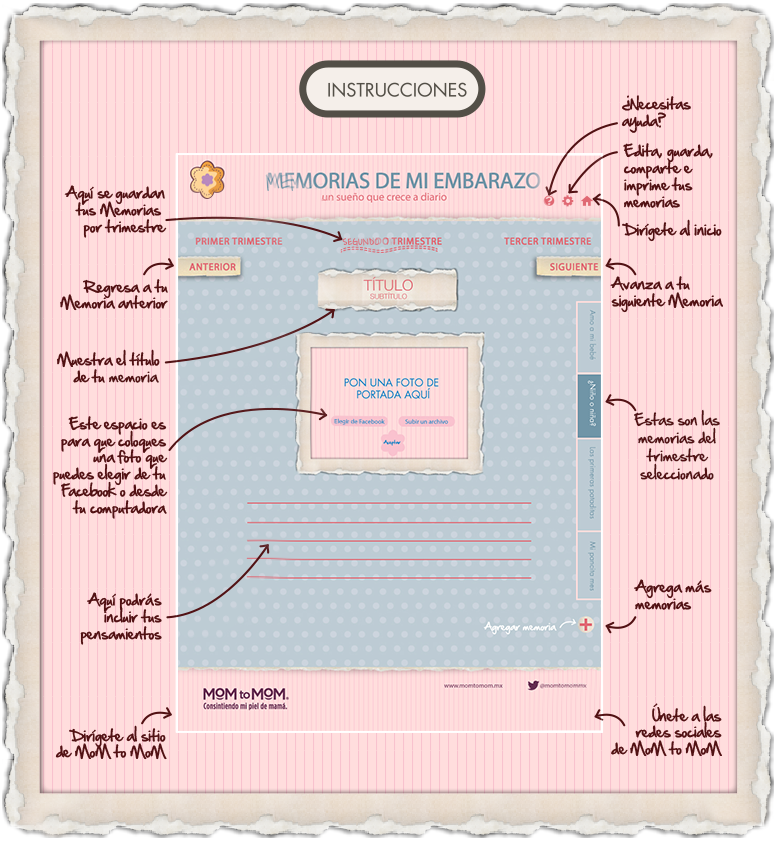 INSTRUCCIONES
¿Necesitas
ayuda?
Edita, guarda,
comparte e
imprime tus
memorias
Dirígete al inicio
Aquí se guardan
tus Memorias
por trimestre
MEMORIAS DE MI EMBARAZO
un sueño que crece a diario
?
PRIMER TRIMESTRE
SEGUNDO TRIMESTRE
TERCER TRIMESTRE
ANTERIOR
SIGUIENTE
Regresa a tu
Memoria anterior
Avanza a tu
siguiente Memoria
TITULO
SUBTITULO
Muestra el título
de tu memoria
PON UNA FOTO DE
PORTADA AQUÍ
Elegir de Facebook
Subir un archivo
Aceptar
Este espacio es
para que coloques
una foto que
puedes elegir de tu
Facebook o desde
tu computadora
Amo a mi bebé
¿Niño o niña?
Las primeras pataditas
Mi pancita mes
Estas son las
memorias del
trimestre
seleccionado
Aquí podrás
incluir tus
pensamientos
Agrega más
memorias
Agregar memoria
MOM to MOM®
Consintiendo mi piel de mamá.
www.momtomom.mx
@momtomommx
Dirígete al sitio
de MoM to MoM
Únete a las
redes sociales
de MoM to MoM